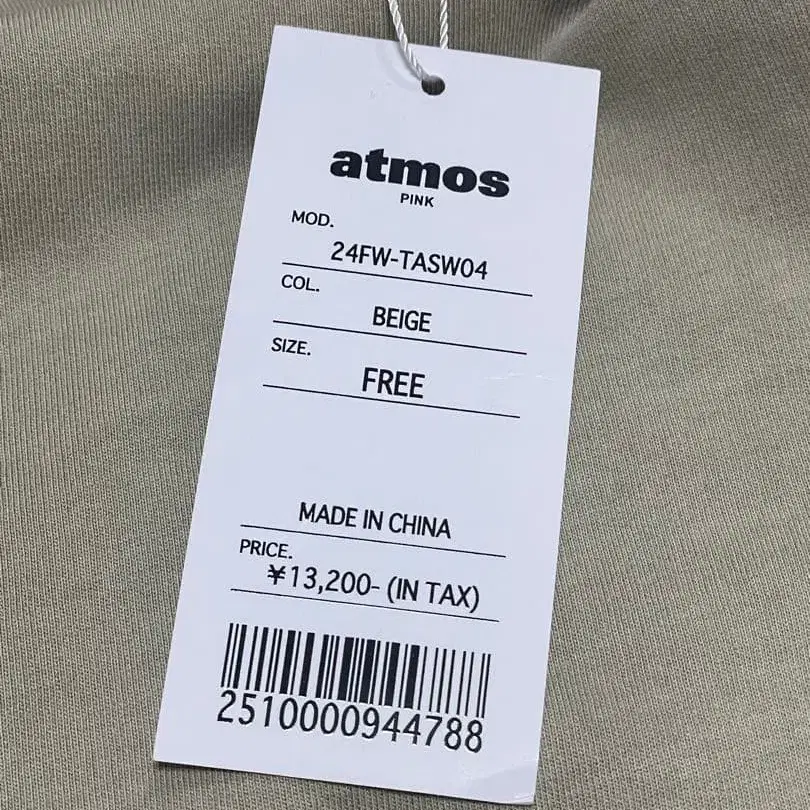 atmos
PINK
MOD.
24FW-TASW04
COL.
BEIGE
SIZE.
FREE
MADE IN CHINA
PRICE.
¥13,200- (IN TAX)
2510000944788